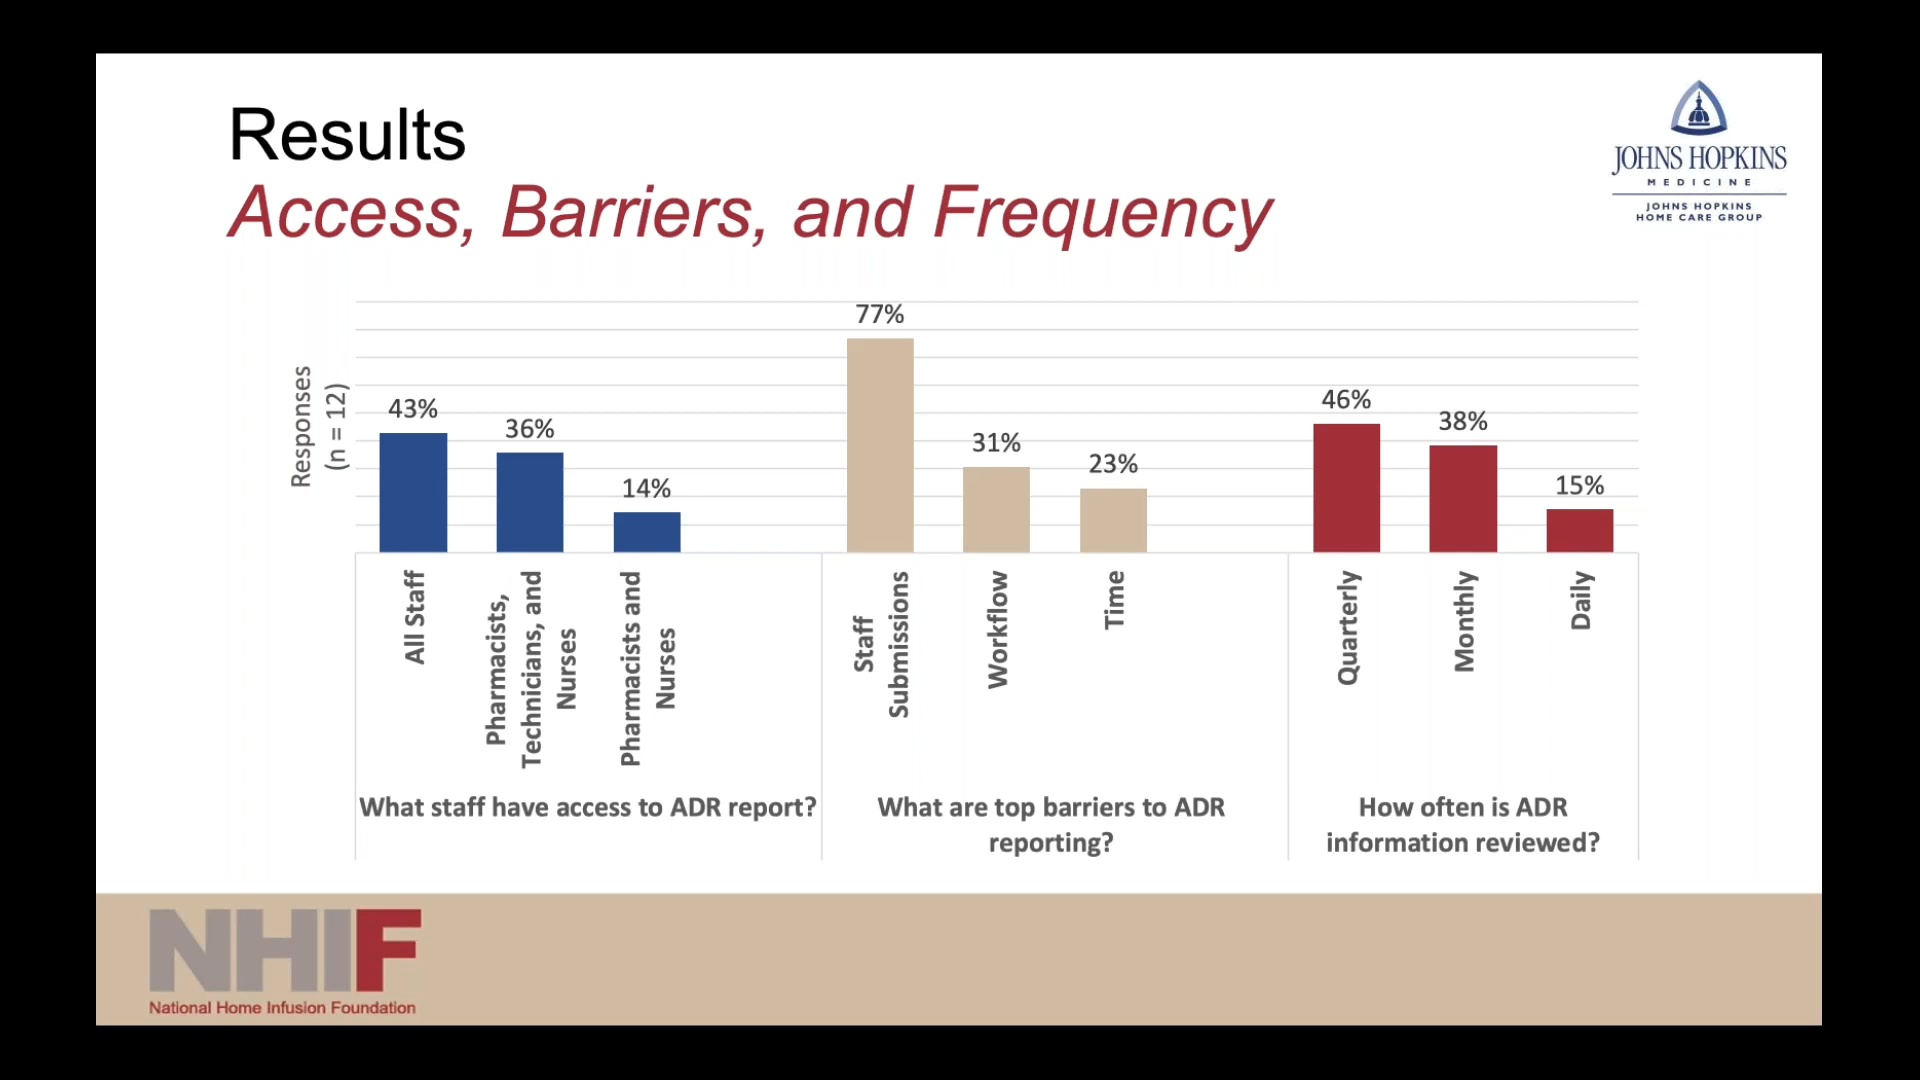 Results
Access, Barriers, and Frequency
JOHNS HOPKINS
MEDICINE
JOHNS HOPKINS
HOME CARE GROUP
Responses
(n = 12)
43%
36%
14%
77%
31%
23%
46%
38%
15%
All Staff
Pharmacists,
Technicians, and
Nurses
Pharmacists and
Nurses
Staff
Submissions
Workflow
Time
Quarterly
Monthly
Daily
What staff have access to ADR report?
What are top barriers to ADR
reporting?
How often is ADR
information reviewed?
NHIF
National Home Infusion Foundation